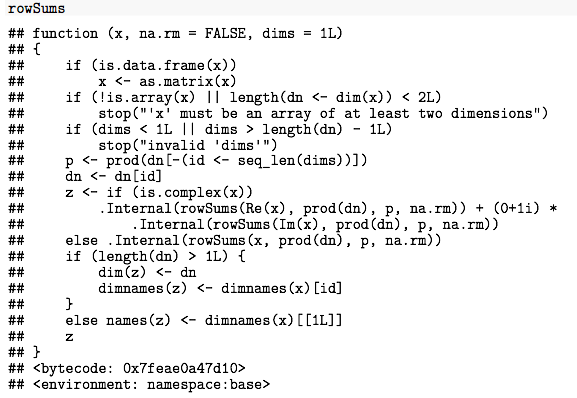 rowSums
## function (x, na.rm = FALSE, dims = 1L)
## {
##     if (is.data.frame(x))
##         x <- as.matrix(x)
##     if (!is.array(x) || length(dn <- dim(x)) < 2L)
##         stop("'x' must be an array of at least two dimensions")
##     if (dims < 1L || dims > length(dn) - 1L)
##         stop("invalid 'dims'")
##     p <- prod(dn[-(id <- seq_len(dims))])
##     dn <- dn[id]
##     z <- if (is.complex(x))
##         .Internal(rowSums(Re(x), prod(dn), p, na.rm)) + (0+1i) *
##             .Internal(rowSums(Im(x), prod(dn), p, na.rm))
##     else .Internal(rowSums(x, prod(dn), p, na.rm))
##     if (length(dn) > 1L) {
##         dim(z) <- dn
##         dimnames(z) <- dimnames(x)[id]
##     }
##     else names(z) <- dimnames(x)[[1L]]
##     z
## }
## <bytecode: 0x7feae0a47d10>
## <environment: namespace:base>